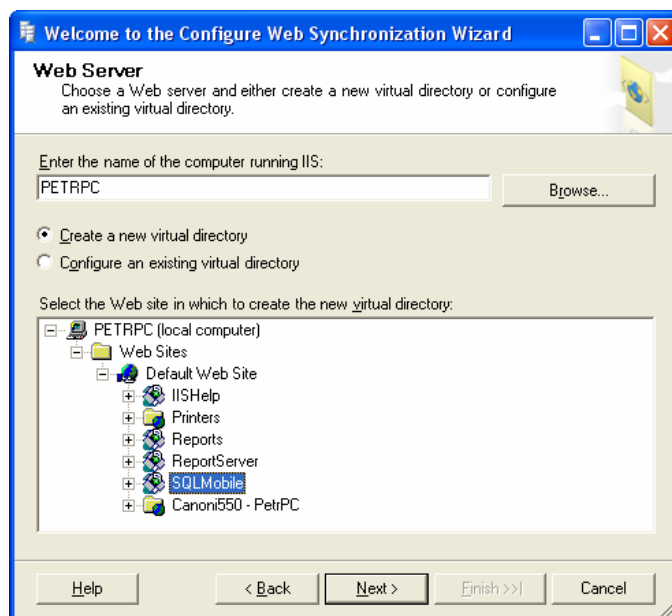 Welcome to the Configure Web Synchronization Wizard
Web Server
Choose a Web server and either create a new virtual directory or configure
an existing virtual directory.
Enter the name of the computer running IIS:
PETRPC
Browse...
Create a new virtual directory
Configure an existing virtual directory
Select the Web site in which to create the new virtual directory:
PETRPC (local computer)
Web Sites
Default Web Site
IISHelp
Printers
Reports
ReportServer
SQLMobile
Canoni550 - PetrPC
Help
< Back
Next >
Finish >>|
Cancel